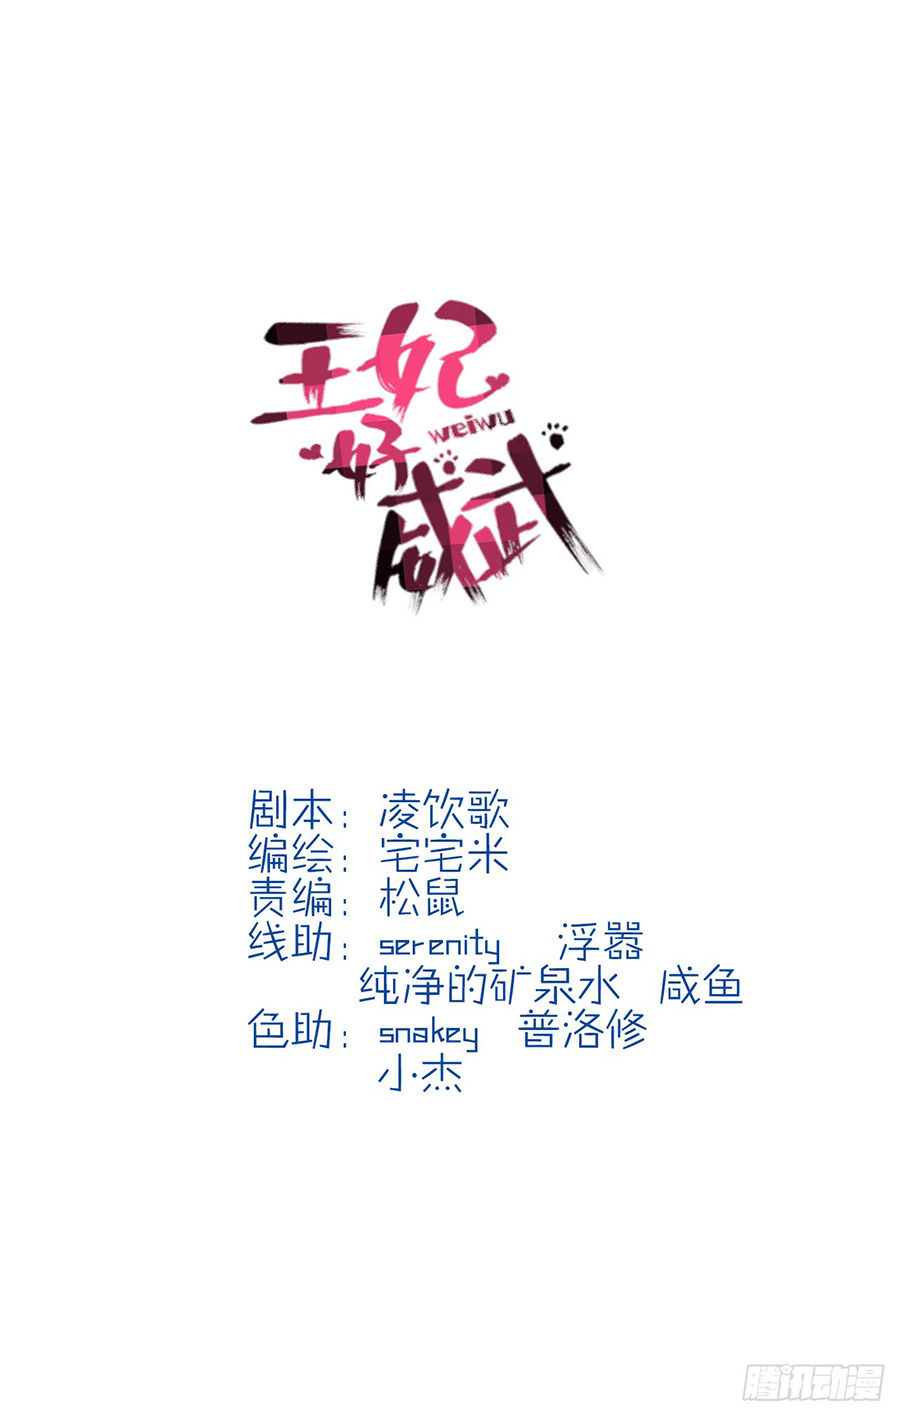 王妃
好 weiwu
威武
剧本： 凌饮歌
编绘： 宅宅米
责编： 松鼠
线助： serenity 浮嚣
纯净的矿泉水 咸鱼
色助： snakey 普洛修
小杰
腾讯动漫